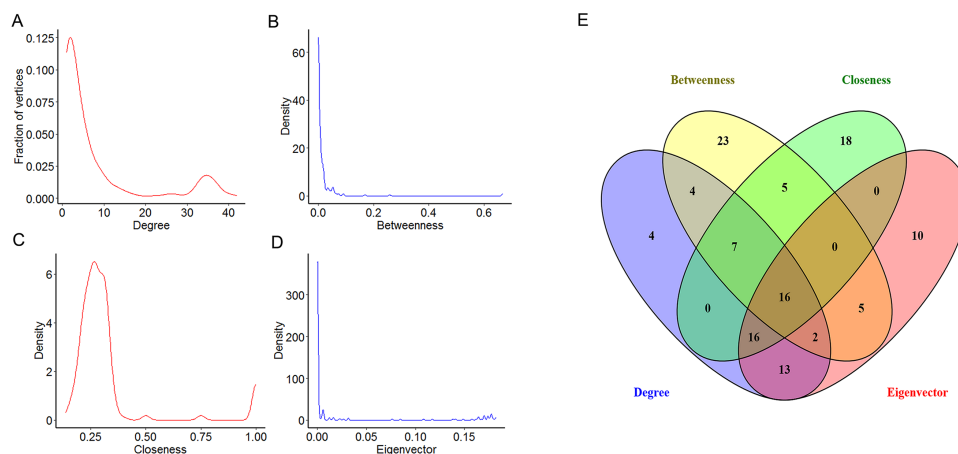 A
0.125
0.100
0.075
0.050
0.025
0.000
Fraction of vertices
0 10 20 30 40
Degree
B
60
40
20
0
Density
0.0 0.2 0.4 0.6
Betweenness
C
6
4
2
0
Density
0.25 0.50 0.75 1.00
Closeness
D
300
200
100
0
Density
0.00 0.05 0.10 0.15
Eigenvector
E
Betweenness Closeness
23 18
4 5 0
4 7 0 10
16
0 5
16 2
13
Degree Eigenvector